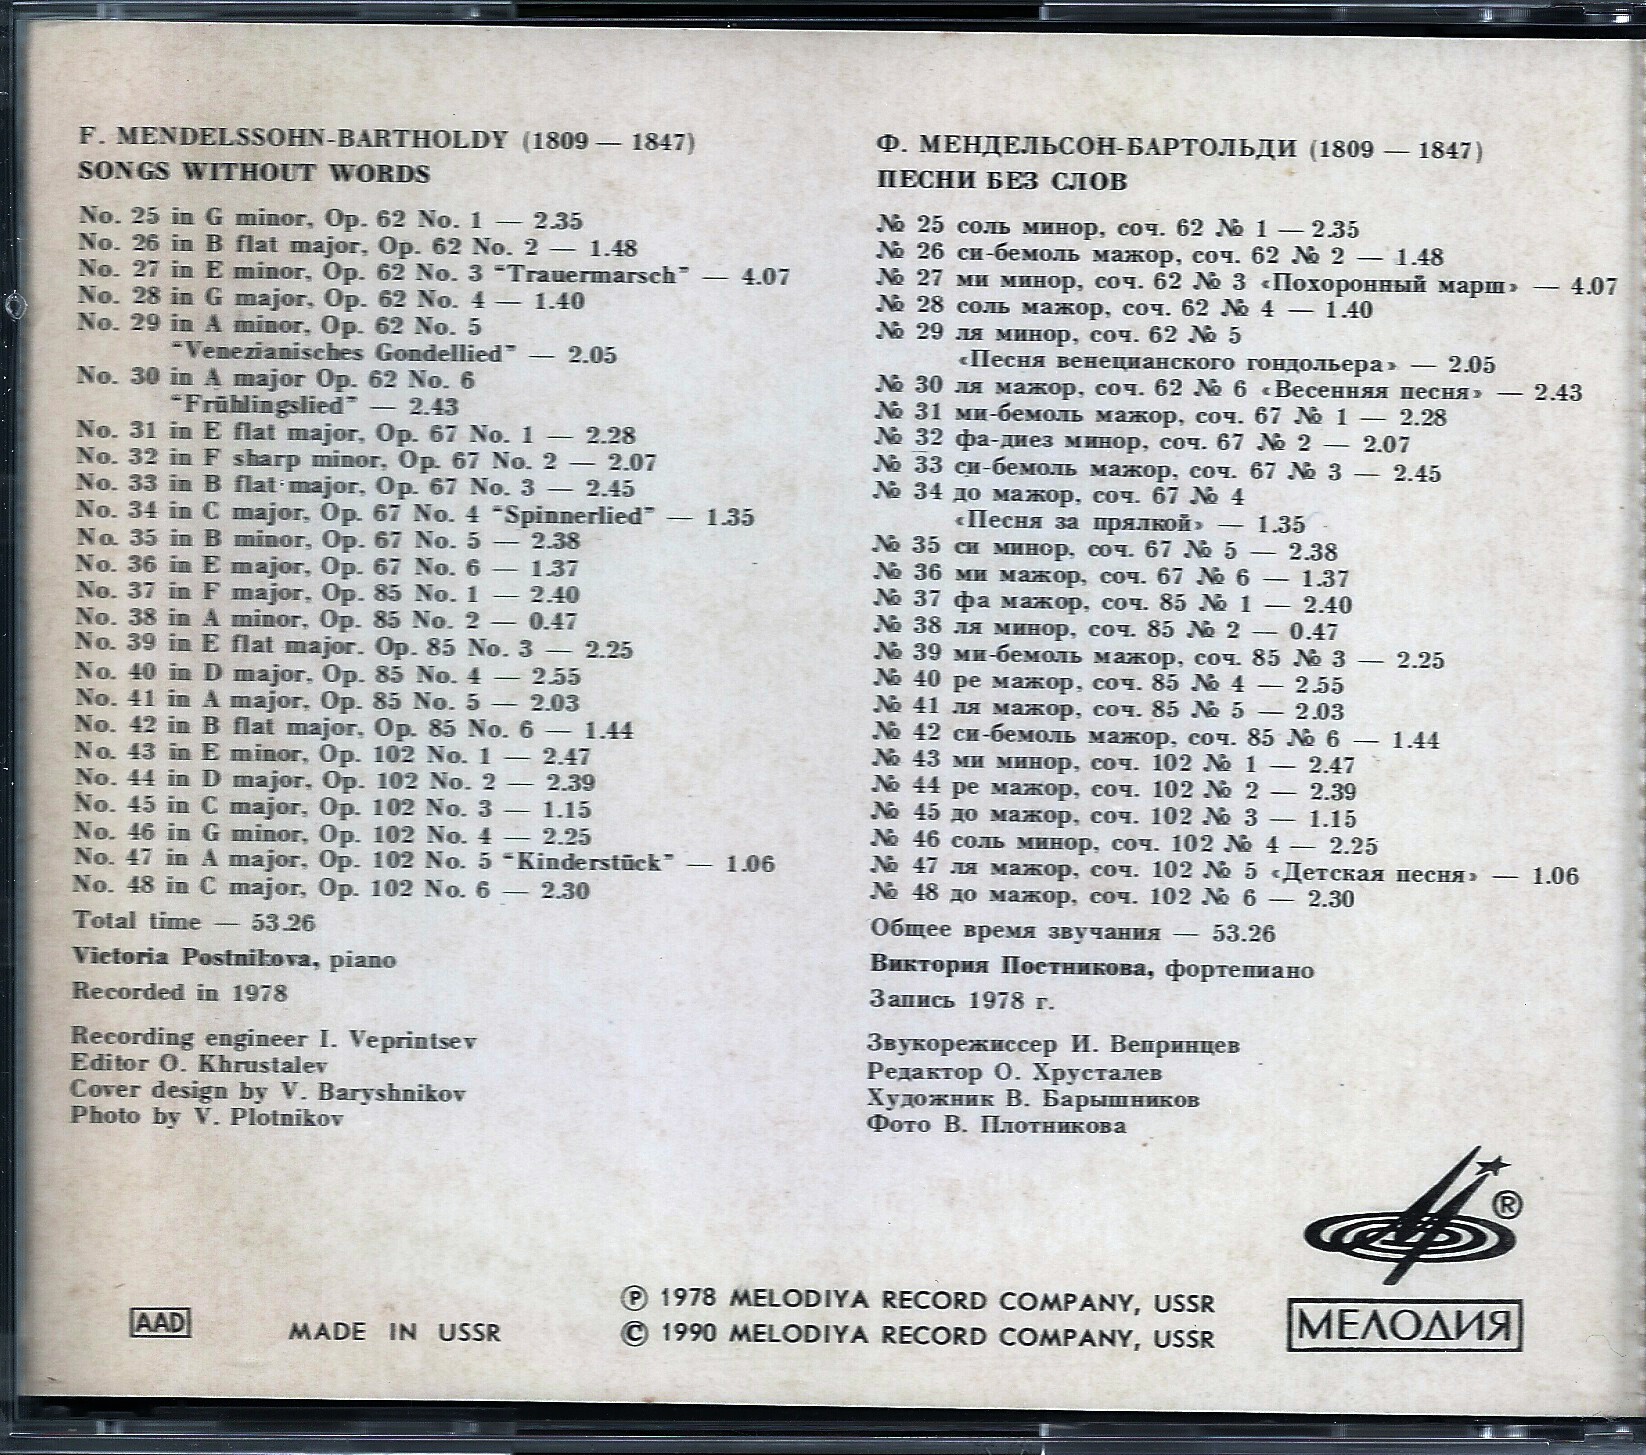 F. MENDELSSOHN-BARTHOLDY (1809 — 1847)
SONGS WITHOUT WORDS
No. 25 in G minor, Op. 62 No. 1 — 2.35
No. 26 in B flat major, Op. 62 No. 2 — 1.48
No. 27 in E minor, Op. 62 No. 3 "Trauermarsch" — 4.07
No. 28 in G major, Op. 62 No. 4 — 1.40
No. 29 in A minor, Op. 62 No. 5
"Venezianisches Gondellied" — 2.05
No. 30 in A major Op. 62 No. 6
"Frühlingslied" — 2.43
No. 31 in E flat major, Op. 67 No. 1 — 2.28
No. 32 in F sharp minor, Op. 67 No. 2 — 2.07
No. 33 in B flat major, Op. 67 No. 3 — 2.45
No. 34 in C major, Op. 67 No. 4 "Spinnerlied" — 1.35
No. 35 in B minor, Op. 67 No. 5 — 2.38
No. 36 in E major, Op. 67 No. 6 — 1.37
No. 37 in F major, Op. 85 No. 1 — 2.40
No. 38 in A minor, Op. 85 No. 2 — 0.47
No. 39 in E flat major. Op. 85 No. 3 — 2.25
No. 40 in D major, Op. 85 No. 4 — 2.55
No. 41 in A major, Op. 85 No. 5 — 2.03
No. 42 in B flat major, Op. 85 No. 6 — 1.44
No. 43 in E minor, Op. 102 No. 1 — 2.47
No. 44 in D major, Op. 102 No. 2 — 2.39
No. 45 in C major, Op. 102 No. 3 — 1.15
No. 46 in G minor, Op. 102 No. 4 — 2.25
No. 47 in A major, Op. 102 No. 5 "Kinderstück" — 1.06
No. 48 in C major, Op. 102 No. 6 — 2.30
Total time — 53.26
Victoria Postnikova, piano
Recorded in 1978
Recording engineer I. Veprintsev
Editor O. Khrustalev
Cover design by V. Baryshnikov
Photo by V. Plotnikov
Ф. МЕНДЕЛЬСОН-БАРТОЛЬДИ (1809 — 1847)
ПЕСНИ БЕЗ СЛОВ
№ 25 соль минор, соч. 62 № 1 — 2.35
№ 26 си-бемоль мажор, соч. 62 № 2 — 1.48
№ 27 ми минор, соч. 62 № 3 «Похоронный марш» — 4.07
№ 28 соль мажор, соч. 62 № 4 — 1.40
№ 29 ля минор, соч. 62 № 5
«Песня венецианского гондольера» — 2.05
№ 30 ля мажор, соч. 62 № 6 «Весенняя песня» — 2.43
№ 31 ми-бемоль мажор, соч. 67 № 1 — 2.28
№ 32 фа-диез минор, соч. 67 № 2 — 2.07
№ 33 си-бемоль мажор, соч. 67 № 3 — 2.45
№ 34 до мажор, соч. 67 № 4
«Песня за прялкой» — 1.35
№ 35 си минор, соч. 67 № 5 — 2.38
№ 36 ми мажор, соч. 67 № 6 — 1.37
№ 37 фа мажор, соч. 85 № 1 — 2.40
№ 38 ля минор, соч. 85 № 2 — 0.47
№ 39 ми-бемоль мажор, соч. 85 № 3 — 2.25
№ 40 ре мажор, соч. 85 № 4 — 2.55
№ 41 ля мажор, соч. 85 № 5 — 2.03
№ 42 си-бемоль мажор, соч. 85 № 6 — 1.44
№ 43 ми минор, соч. 102 № 1 — 2.47
№ 44 ре мажор, соч. 102 № 2 — 2.39
№ 45 до мажор, соч. 102 № 3 — 1.15
№ 46 соль минор, соч. 102 № 4 — 2.25
№ 47 ля мажор, соч. 102 № 5 «Детская песня» — 1.06
№ 48 до мажор, соч. 102 № 6 — 2.30
Общее время звучания — 53.26
Виктория Постникова, фортепиано
Запись 1978 г.
Звукорежиссер И. Вепринцев
Редактор О. Хрусталев
Художник В. Барышников
Фото В. Плотникова
®
AAD
MADE IN USSR
℗ 1978 MELODIYA RECORD COMPANY, USSR
© 1990 MELODIYA RECORD COMPANY, USSR
МЕЛОДИЯ